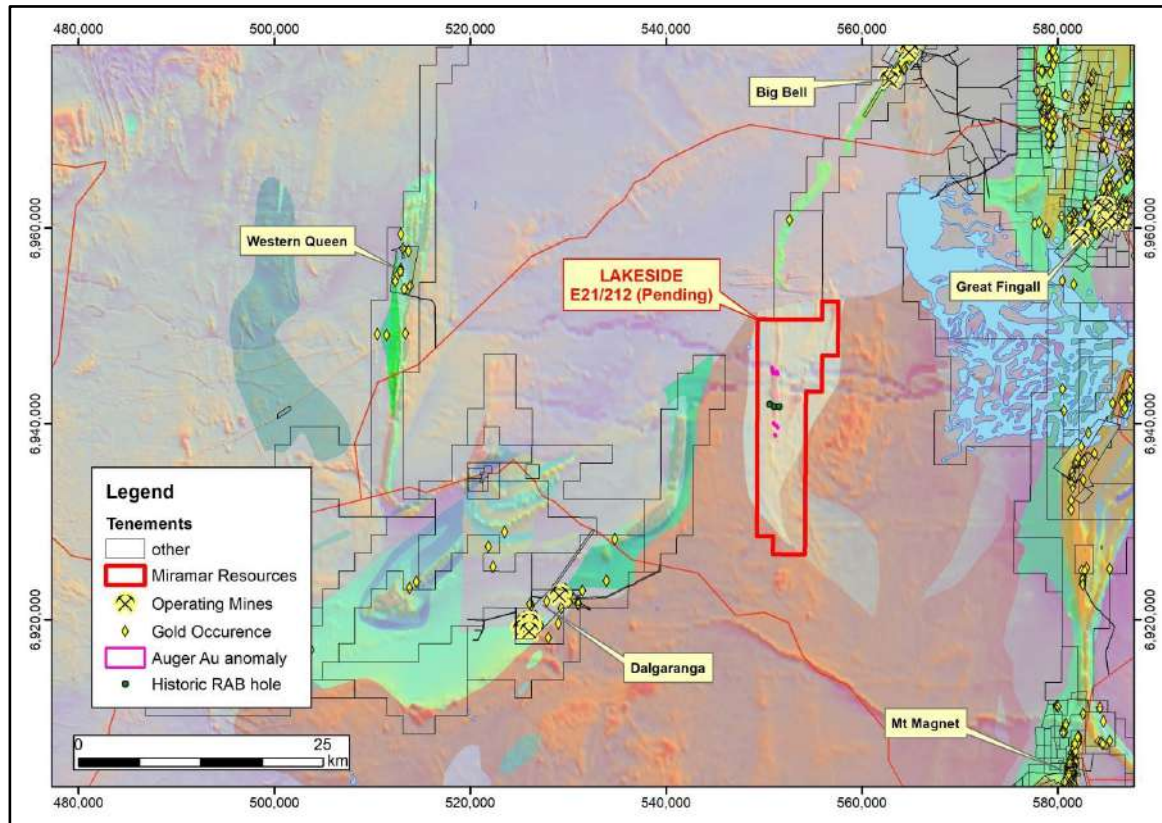 480,000
500,000
520,000
540,000
560,000
580,000
Big Bell
6,960,000
6,960,000
Western Queen
LAKESIDE
E21/212 (Pending)
Great Fingall
6,940,000
6,940,000
Legend
Tenements
other
Miramar Resources
Operating Mines
Gold Occurence
Auger Au anomaly
Historic RAB hole
6,920,000
6,920,000
Dalgaranga
Mt Magnet
0
25
km
480,000
500,000
520,000
540,000
560,000
580,000